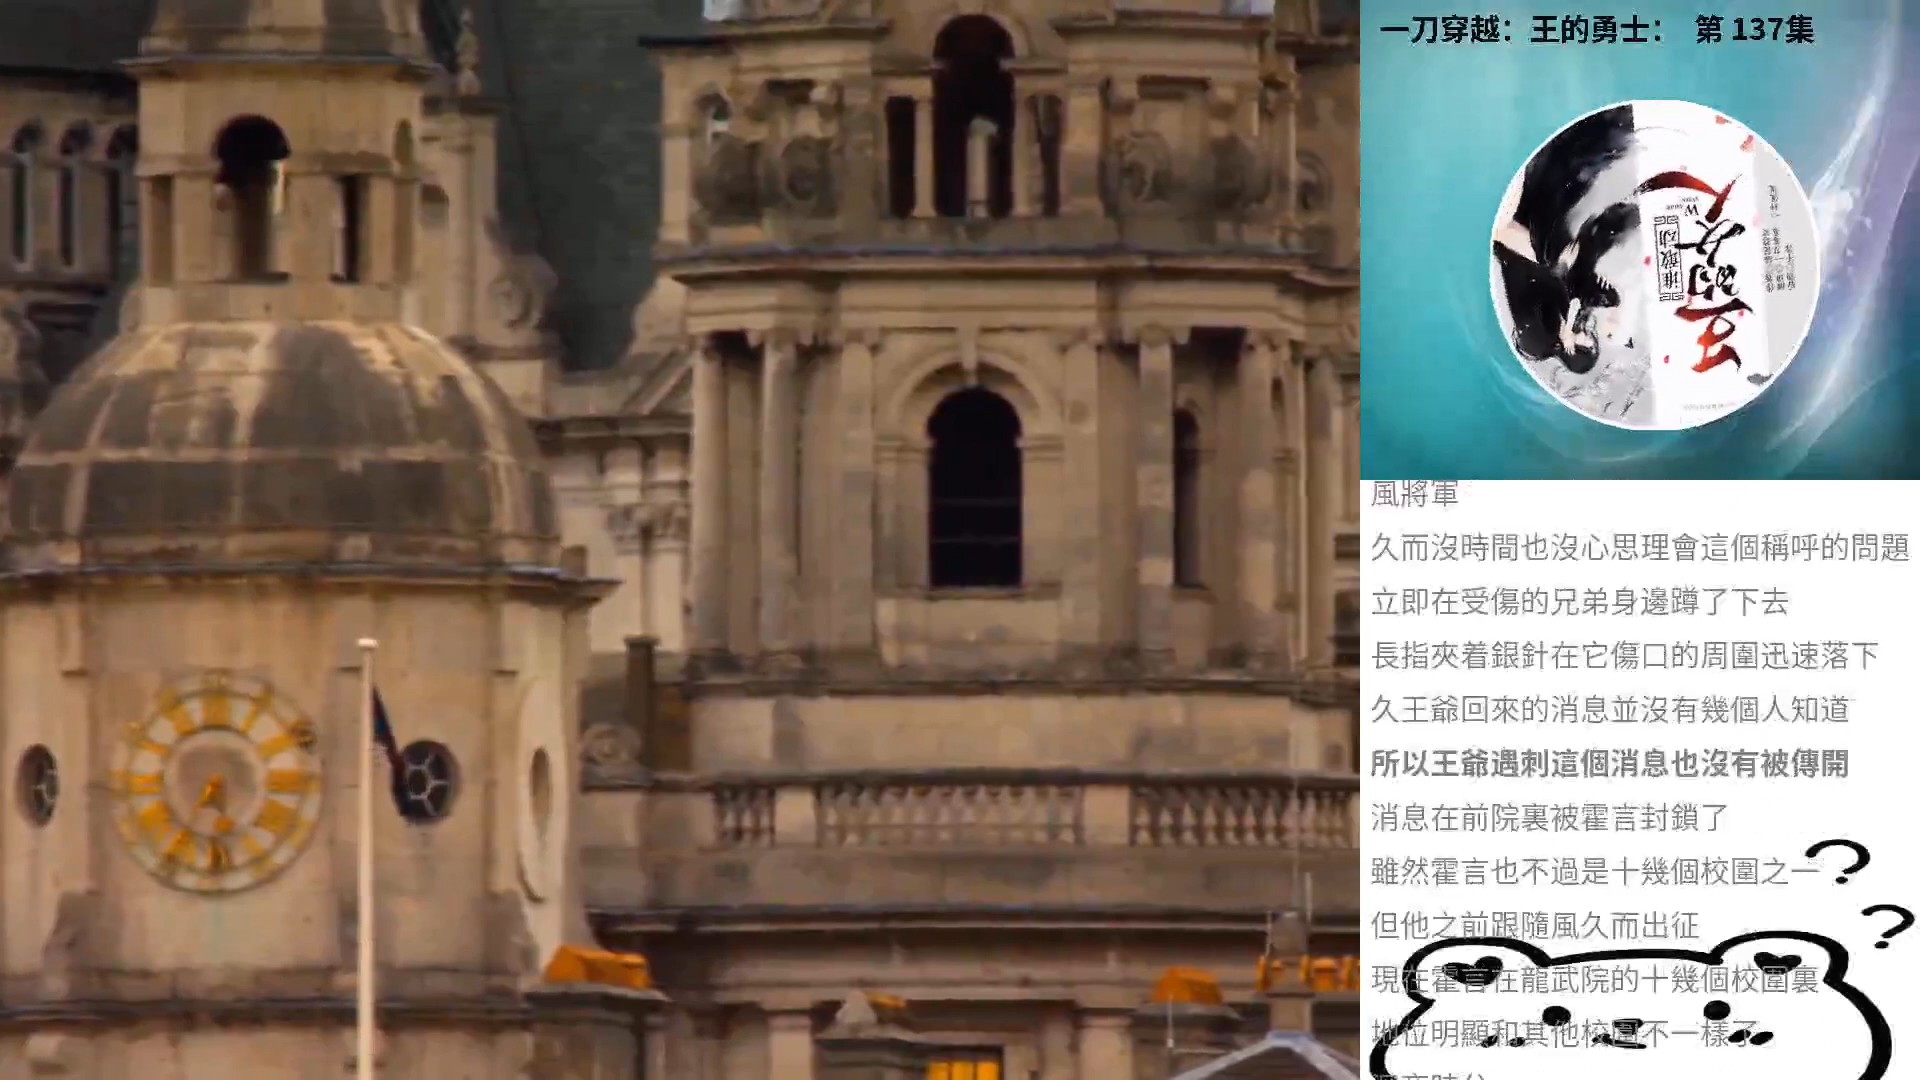 一刀穿越：王的勇士： 第 137集
谁敢动
王的女人
風將軍
久而沒時間也沒心思理會這個稱呼的問題
立即在受傷的兄弟身邊蹲了下去
長指夾着銀針在它傷口的周圍迅速落下
久王爺回來的消息並沒有幾個人知道
所以王爺遇刺這個消息也沒有被傳開
消息在前院裏被霍言封鎖了
雖然霍言也不過是十幾個校圍之一
但他之前跟隨風久而出征
現在霍言在龍武院的十幾個校圍裏
地位明顯和其他校圍不一樣了